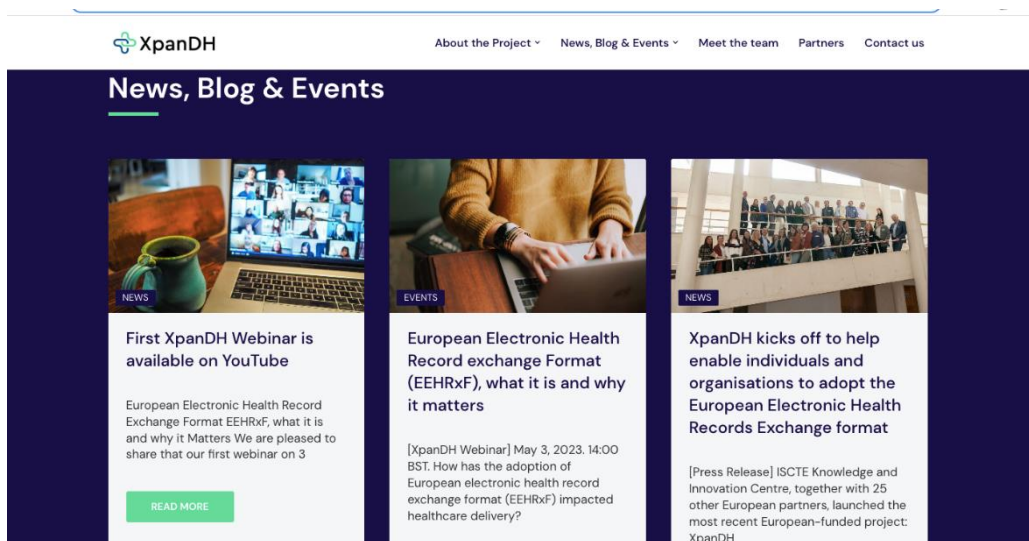 XpanDH
About the Project
News, Blog & Events
Meet the team
Partners
Contact us
News, Blog & Events
NEWS
First XpanDH Webinar is
available on YouTube
European Electronic Health Record
Exchange Format EEHRxF, what it is
and why it Matters We are pleased to
share that our first webinar on 3
READ MORE
EVENTS
European Electronic Health
Record exchange Format
(EEHRxF), what it is and why
it matters
[XpanDH Webinar] May 3, 2023. 14:00
BST. How has the adoption of
European electronic health record
exchange format (EEHRxF) impacted
healthcare delivery?
NEWS
XpanDH kicks off to help
enable individuals and
organisations to adopt the
European Electronic Health
Records Exchange format
[Press Release] ISCTE Knowledge and
Innovation Centre, together with 25
other European partners, launched the
most recent European-funded project:
XpanDH